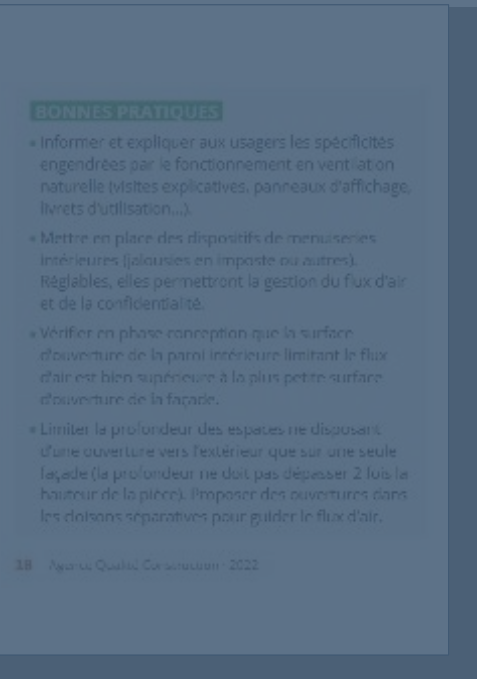 BONNES PRATIQUES
• Informer et expliquer aux usagers les spécificités
engendrées par le fonctionnement en ventilation
naturelle (visites explicatives, panneaux d'affichage,
livrets d'utilisation...).
• Mettre en place des dispositifs de menuiseries
intérieures (jalousies en imposte ou autres).
Réglables, elles permettront la gestion du flux d'air
et de la confidentialité.
• Vérifier en phase conception que la surface
d'ouverture de la paroi intérieure limitant le flux
d'air est bien supérieure à la plus petite surface
d'ouverture de la façade.
• Limiter la profondeur des espaces ne disposant
d'une ouverture vers l'extérieur que sur une seule
façade (la profondeur ne doit pas dépasser 2 fois la
hauteur de la pièce). Proposer des ouvertures dans
les cloisons séparatives pour guider le flux d'air.
18 Agence Qualité Construction - 2022